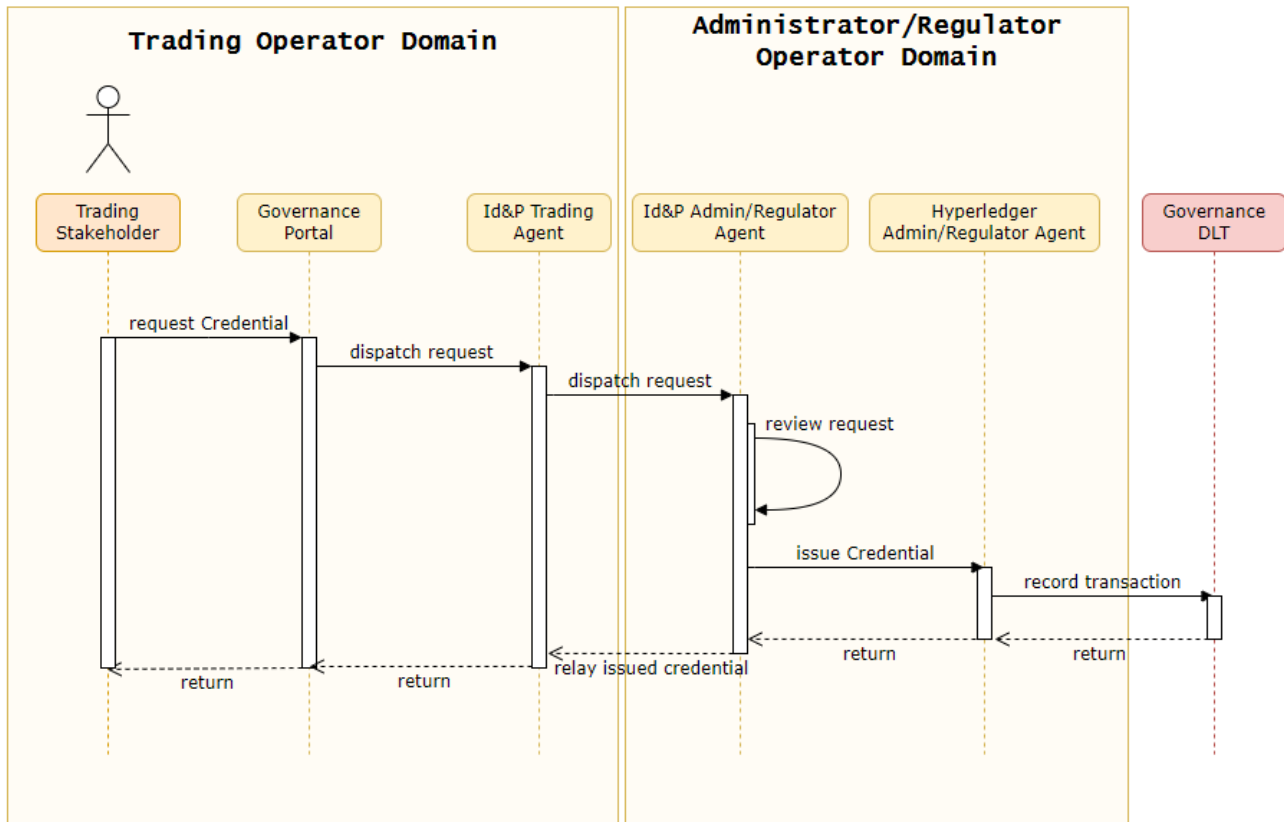 Trading Operator Domain
Administrator/Regulator
Operator Domain
Trading
Stakeholder
Governance
Portal
Id&P Trading
Agent
Id&P Admin/Regulator
Agent
Hyperledger
Admin/Regulator Agent
Governance
DLT
request Credential
dispatch request
dispatch request
review request
issue Credential
record transaction
return
return
relay issued credential
return
return